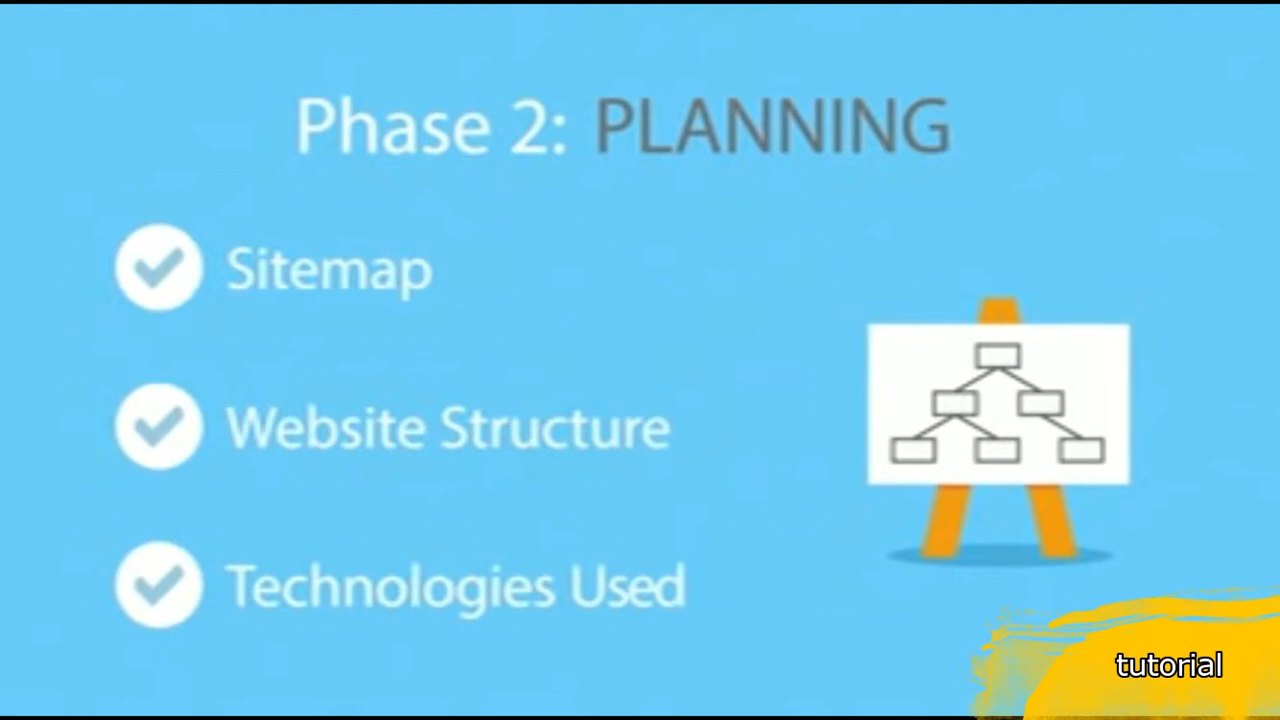 Phase 2: PLANNING
Sitemap
Website Structure
Technologies Used
tutorial